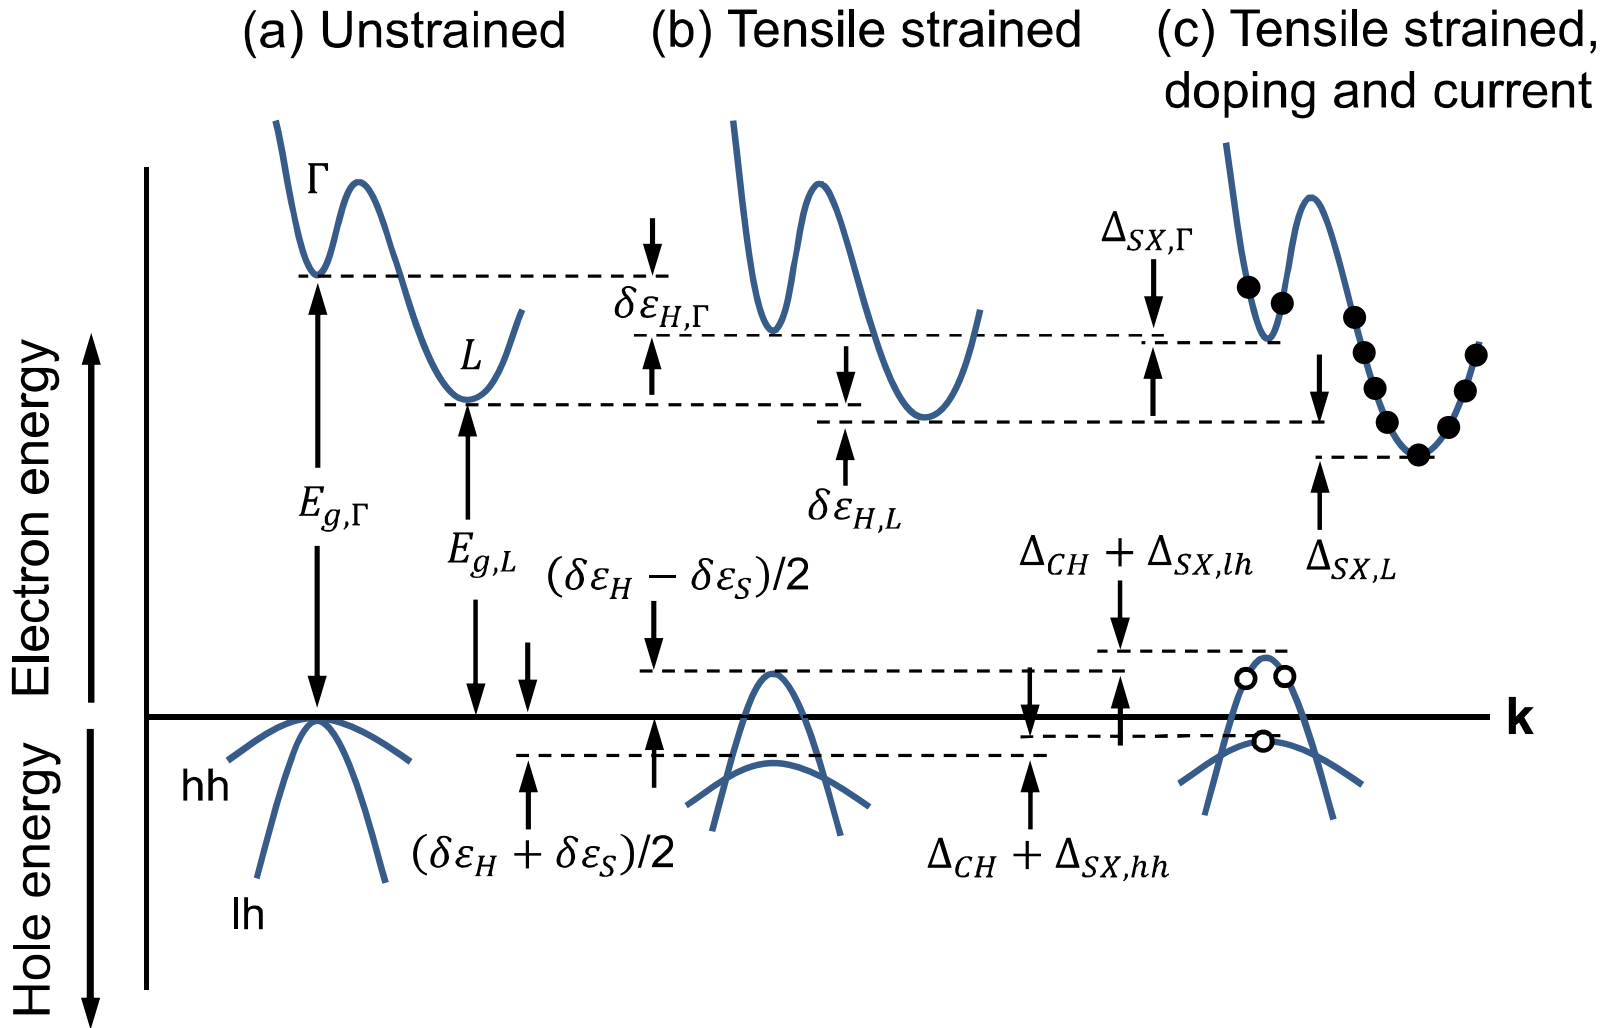 (a) Unstrained
(b) Tensile strained
(c) Tensile strained,
doping and current
Γ
L
δε_{H,Γ}
Δ_{SX,Γ}
E_{g,Γ}
E_{g,L}
δε_{H,L}
(δε_H − δε_S)/2
Δ_{CH} + Δ_{SX,lh}
Δ_{SX,L}
Electron energy
k
hh
lh
(δε_H + δε_S)/2
Δ_{CH} + Δ_{SX,hh}
Hole energy